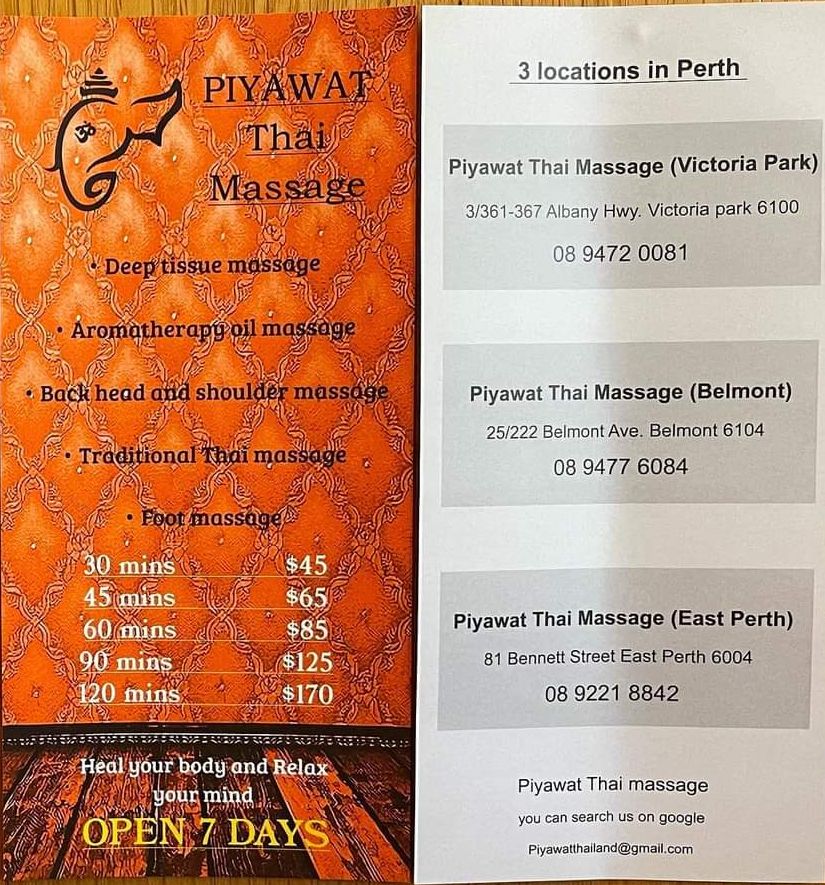 PIYAWAT
Thai
Massage
• Deep tissue massage
• Aromatherapy oil massage
• Back head and shoulder massage
• Traditional Thai massage
• Foot massage
30 mins $45
45 mins $65
60 mins $85
90 mins $125
120 mins $170
Heal your body and Relax
your mind
OPEN 7 DAYS
3 locations in Perth
Piyawat Thai Massage (Victoria Park)
3/361-367 Albany Hwy. Victoria park 6100
08 9472 0081
Piyawat Thai Massage (Belmont)
25/222 Belmont Ave. Belmont 6104
08 9477 6084
Piyawat Thai Massage (East Perth)
81 Bennett Street East Perth 6004
08 9221 8842
Piyawat Thai massage
you can search us on google
Piyawatthailand@gmail.com